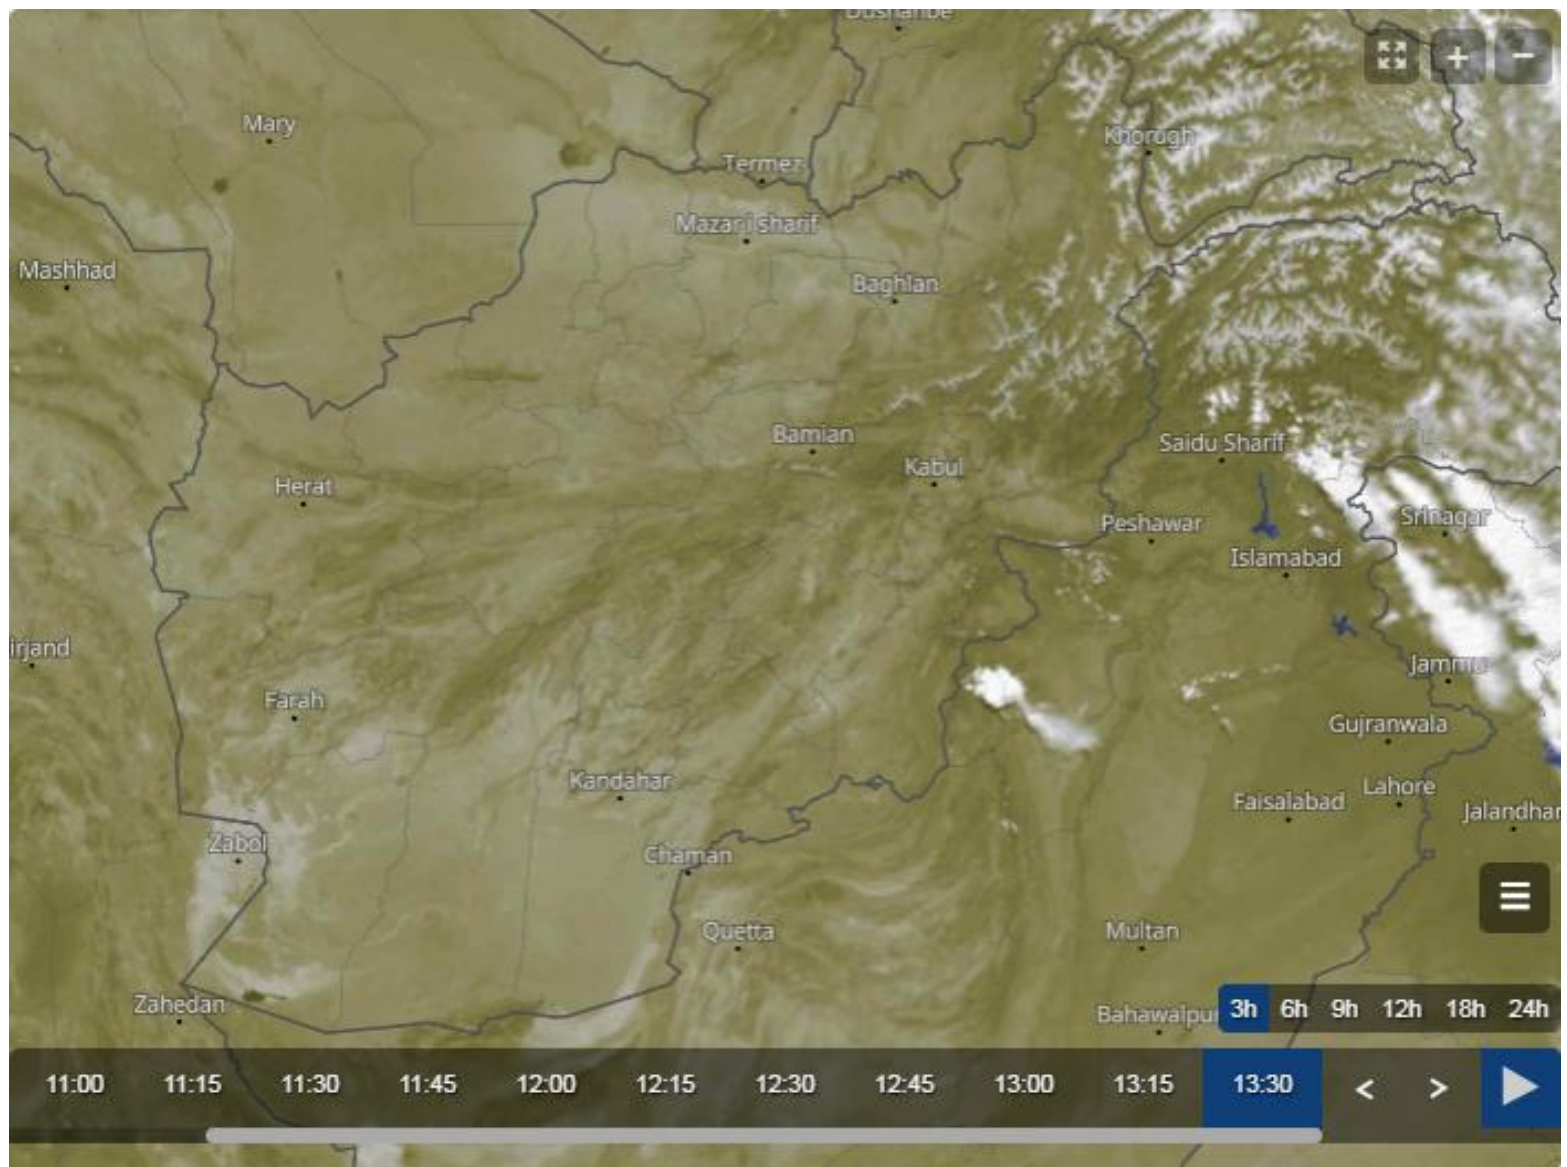 Dushanbe
+ −
Mary
Khorugh
Termez
Mazar i sharif
Mashhad
Baghlan
Bamian
Saidu Sharif
Kabul
Herat
Srinagar
Peshawar
Islamabad
irjand
Jammu
Farah
Gujranwala
Kandahar
Lahore
Faisalabad
Jalandhar
Zabol
Chaman
Quetta
Multan
Zahedan
Bahawalpur
3h 6h 9h 12h 18h 24h
11:00 11:15 11:30 11:45 12:00 12:15 12:30 12:45 13:00 13:15 13:30 < >